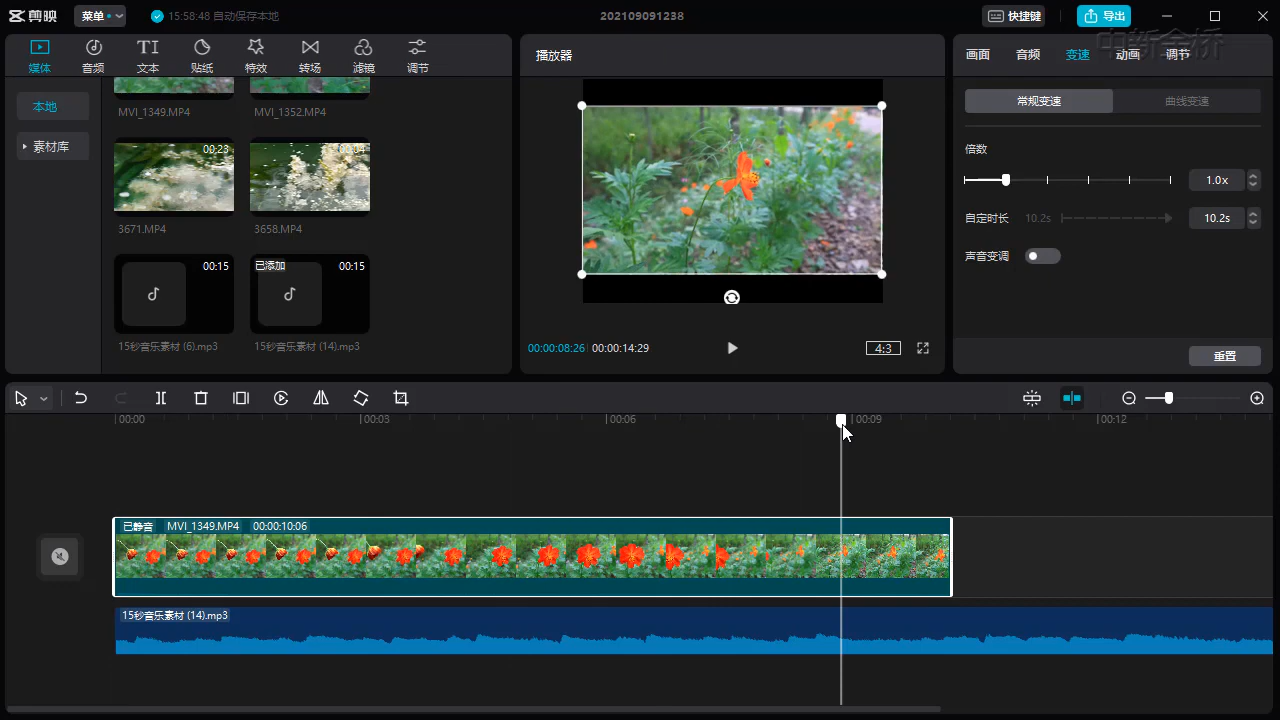 剪映 菜单 15:58:48 自动保存本地 202109091238 快捷键 导出
中新金桥
媒体 音频 文本 贴纸 特效 转场 滤镜 调节
播放器
画面 音频 变速 动画 调节
本地
素材库
MVI_1349.MP4 MVI_1352.MP4
00:23 00:04
3671.MP4 3658.MP4
00:15 已添加 00:15
15秒音乐素材 (6).mp3 15秒音乐素材 (14).mp3
00:00:08:26 00:00:14:29 4:3
常规变速 曲线变速
倍数
1.0x
自定时长 10.2s 10.2s
声音变调
重置
00:00 00:03 00:06 00:09 00:12
已静音 MVI_1349.MP4 00:00:10:06
15秒音乐素材 (14).mp3